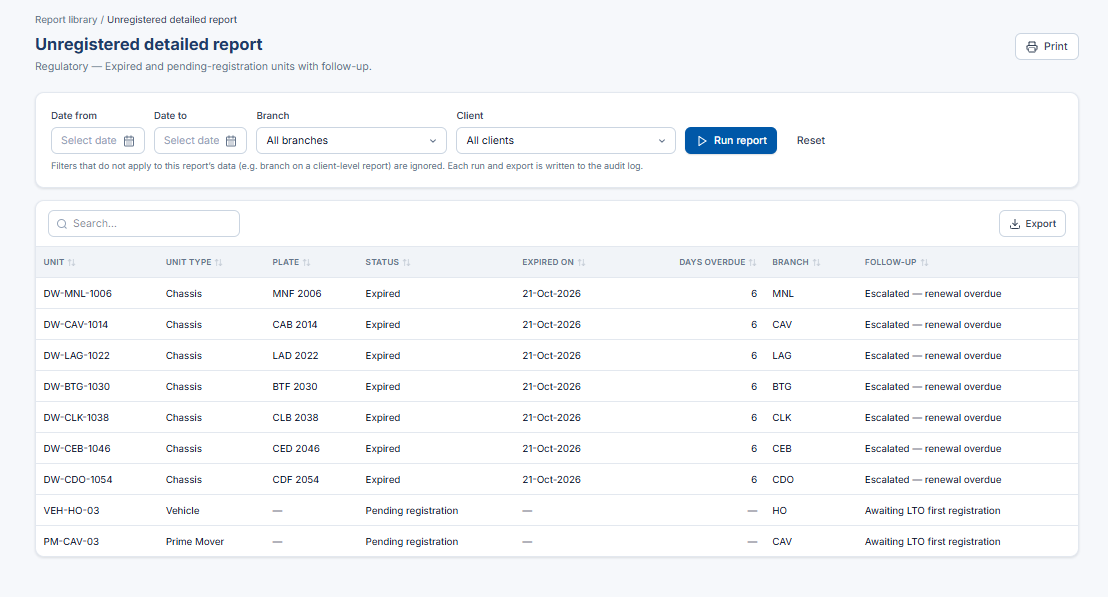 Report library / Unregistered detailed report
Unregistered detailed report
Regulatory — Expired and pending-registration units with follow-up.
Print
Date from Date to Branch Client
Select date Select date All branches All clients Run report Reset
Filters that do not apply to this report's data (e.g. branch on a client-level report) are ignored. Each run and export is written to the audit log.
Search... Export
UNIT UNIT TYPE PLATE STATUS EXPIRED ON DAYS OVERDUE BRANCH FOLLOW-UP
DW-MNL-1006 Chassis MNF 2006 Expired 21-Oct-2026 6 MNL Escalated — renewal overdue
DW-CAV-1014 Chassis CAB 2014 Expired 21-Oct-2026 6 CAV Escalated — renewal overdue
DW-LAG-1022 Chassis LAD 2022 Expired 21-Oct-2026 6 LAG Escalated — renewal overdue
DW-BTG-1030 Chassis BTF 2030 Expired 21-Oct-2026 6 BTG Escalated — renewal overdue
DW-CLK-1038 Chassis CLB 2038 Expired 21-Oct-2026 6 CLK Escalated — renewal overdue
DW-CEB-1046 Chassis CED 2046 Expired 21-Oct-2026 6 CEB Escalated — renewal overdue
DW-CDO-1054 Chassis CDF 2054 Expired 21-Oct-2026 6 CDO Escalated — renewal overdue
VEH-HO-03 Vehicle — Pending registration — — HO Awaiting LTO first registration
PM-CAV-03 Prime Mover — Pending registration — — CAV Awaiting LTO first registration